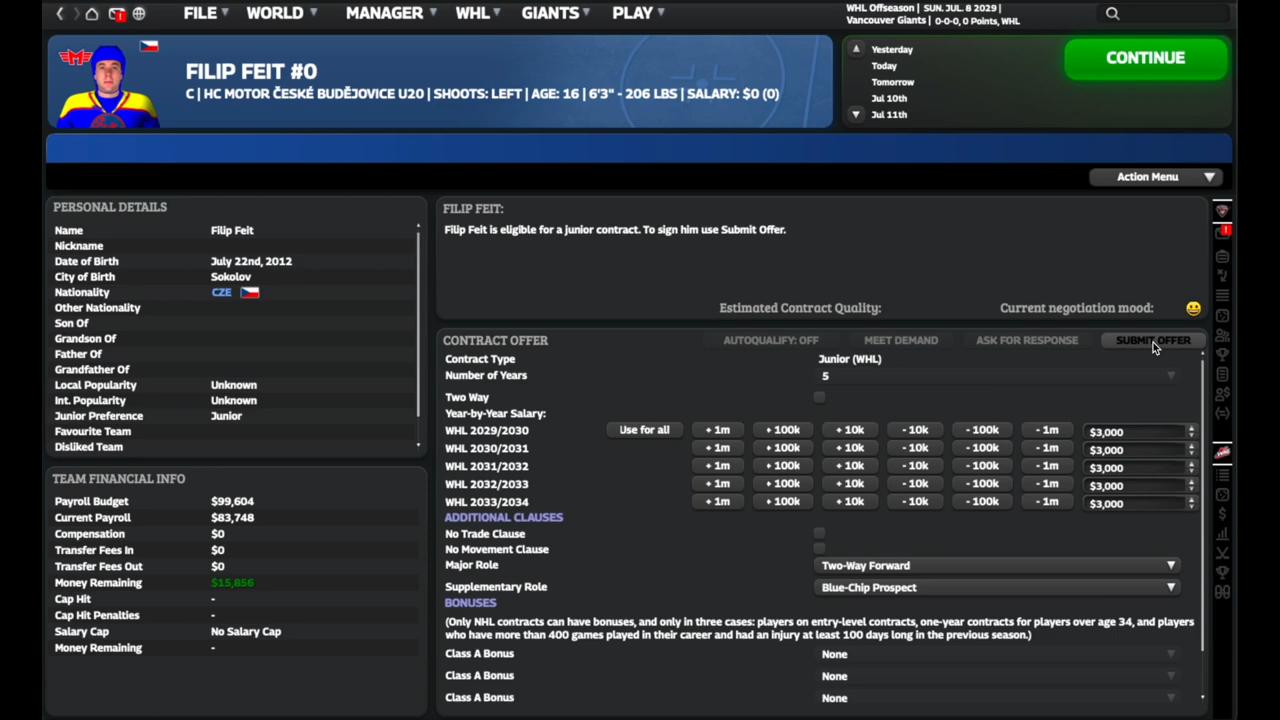 FILE WORLD MANAGER WHL GIANTS PLAY
WHL Offseason | SUN. JUL. 8 2029 |
Vancouver Giants | 0-0-0, 0 Points, WHL
FILIP FEIT #0
C | HC MOTOR ČESKÉ BUDĚJOVICE U20 | SHOOTS: LEFT | AGE: 16 | 6'3" - 206 LBS | SALARY: $0 (0)
Yesterday
Today
Tomorrow
Jul 10th
Jul 11th
CONTINUE
Action Menu
PERSONAL DETAILS
Name Filip Feit
Nickname
Date of Birth July 22nd, 2012
City of Birth Sokolov
Nationality CZE
Other Nationality
Son Of
Grandson Of
Father Of
Grandfather Of
Local Popularity Unknown
Int. Popularity Unknown
Junior Preference Junior
Favourite Team
Disliked Team
TEAM FINANCIAL INFO
Payroll Budget $99,604
Current Payroll $83,748
Compensation $0
Transfer Fees In $0
Transfer Fees Out $0
Money Remaining $15,856
Cap Hit -
Cap Hit Penalties -
Salary Cap No Salary Cap
Money Remaining -
FILIP FEIT:
Filip Feit is eligible for a junior contract. To sign him use Submit Offer.
Estimated Contract Quality: Current negotiation mood:
CONTRACT OFFER AUTOQUALIFY: OFF MEET DEMAND ASK FOR RESPONSE SUBMIT OFFER
Contract Type Junior (WHL)
Number of Years 5
Two Way
Year-by-Year Salary:
WHL 2029/2030 Use for all + 1m + 100k + 10k - 10k - 100k - 1m $3,000
WHL 2030/2031 + 1m + 100k + 10k - 10k - 100k - 1m $3,000
WHL 2031/2032 + 1m + 100k + 10k - 10k - 100k - 1m $3,000
WHL 2032/2033 + 1m + 100k + 10k - 10k - 100k - 1m $3,000
WHL 2033/2034 + 1m + 100k + 10k - 10k - 100k - 1m $3,000
ADDITIONAL CLAUSES
No Trade Clause
No Movement Clause
Major Role Two-Way Forward
Supplementary Role Blue-Chip Prospect
BONUSES
(Only NHL contracts can have bonuses, and only in three cases: players on entry-level contracts, one-year contracts for players over age 34, and players
who have more than 400 games played in their career and had an injury at least 100 days long in the previous season.)
Class A Bonus None
Class A Bonus None
Class A Bonus None